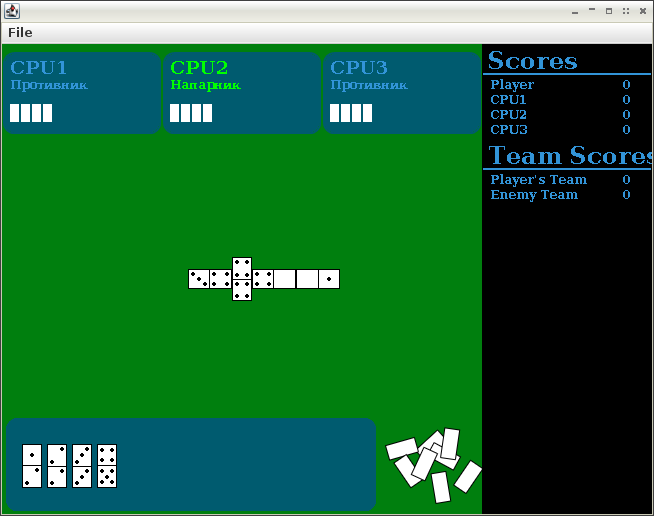 File
CPU1
Противник
CPU2
Напарник
CPU3
Противник
Scores
Player 0
CPU1 0
CPU2 0
CPU3 0
Team Scores
Player's Team 0
Enemy Team 0